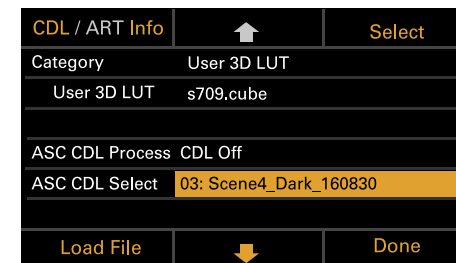 CDL / ART Info Select
Category User 3D LUT
User 3D LUT s709.cube
ASC CDL Process CDL Off
ASC CDL Select 03: Scene4_Dark_160830
Load File Done